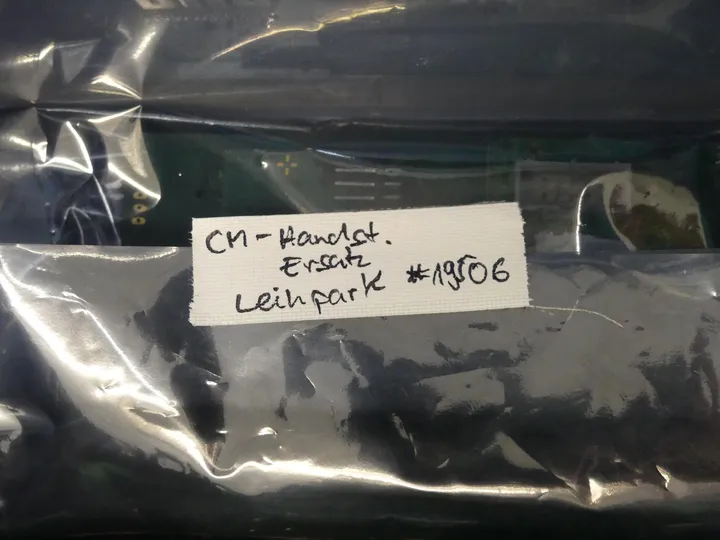 CM-Handst.
Ersatz
Leihpark #19506